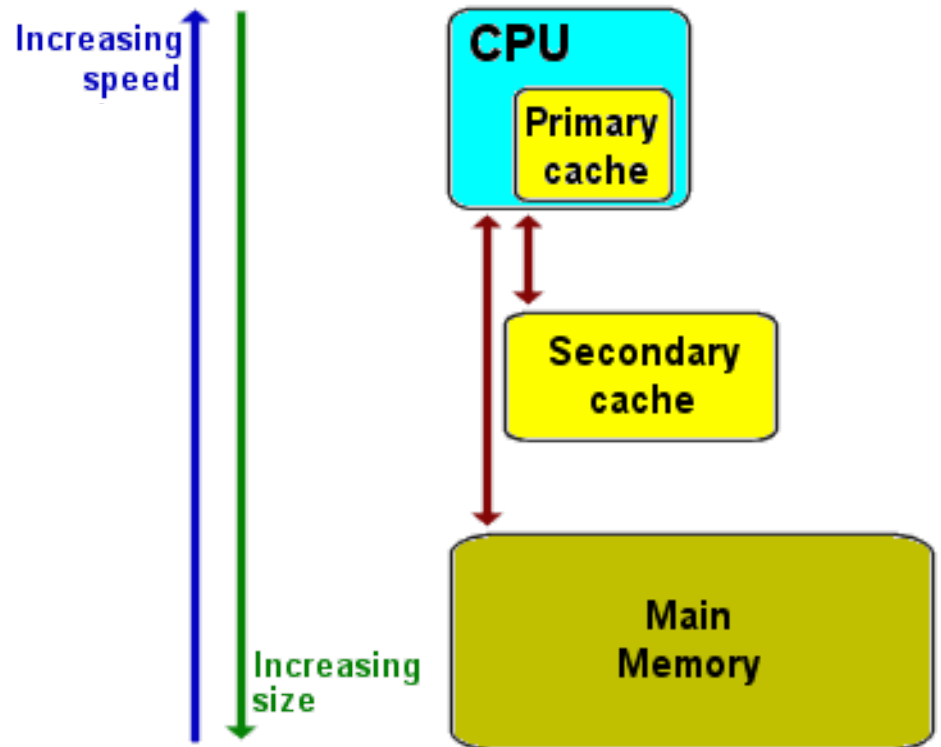 Increasing
speed
CPU
Primary
cache
Secondary
cache
Main
Memory
Increasing
size